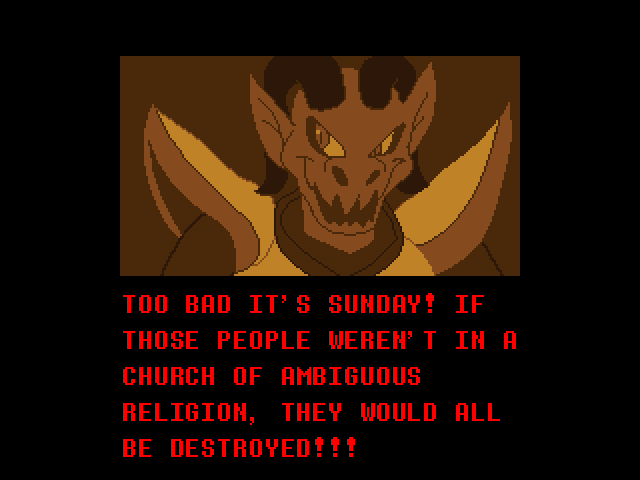 TOO BAD IT'S SUNDAY! IF
THOSE PEOPLE WEREN'T IN A
CHURCH OF AMBIGUOUS
RELIGION, THEY WOULD ALL
BE DESTROYED!!!